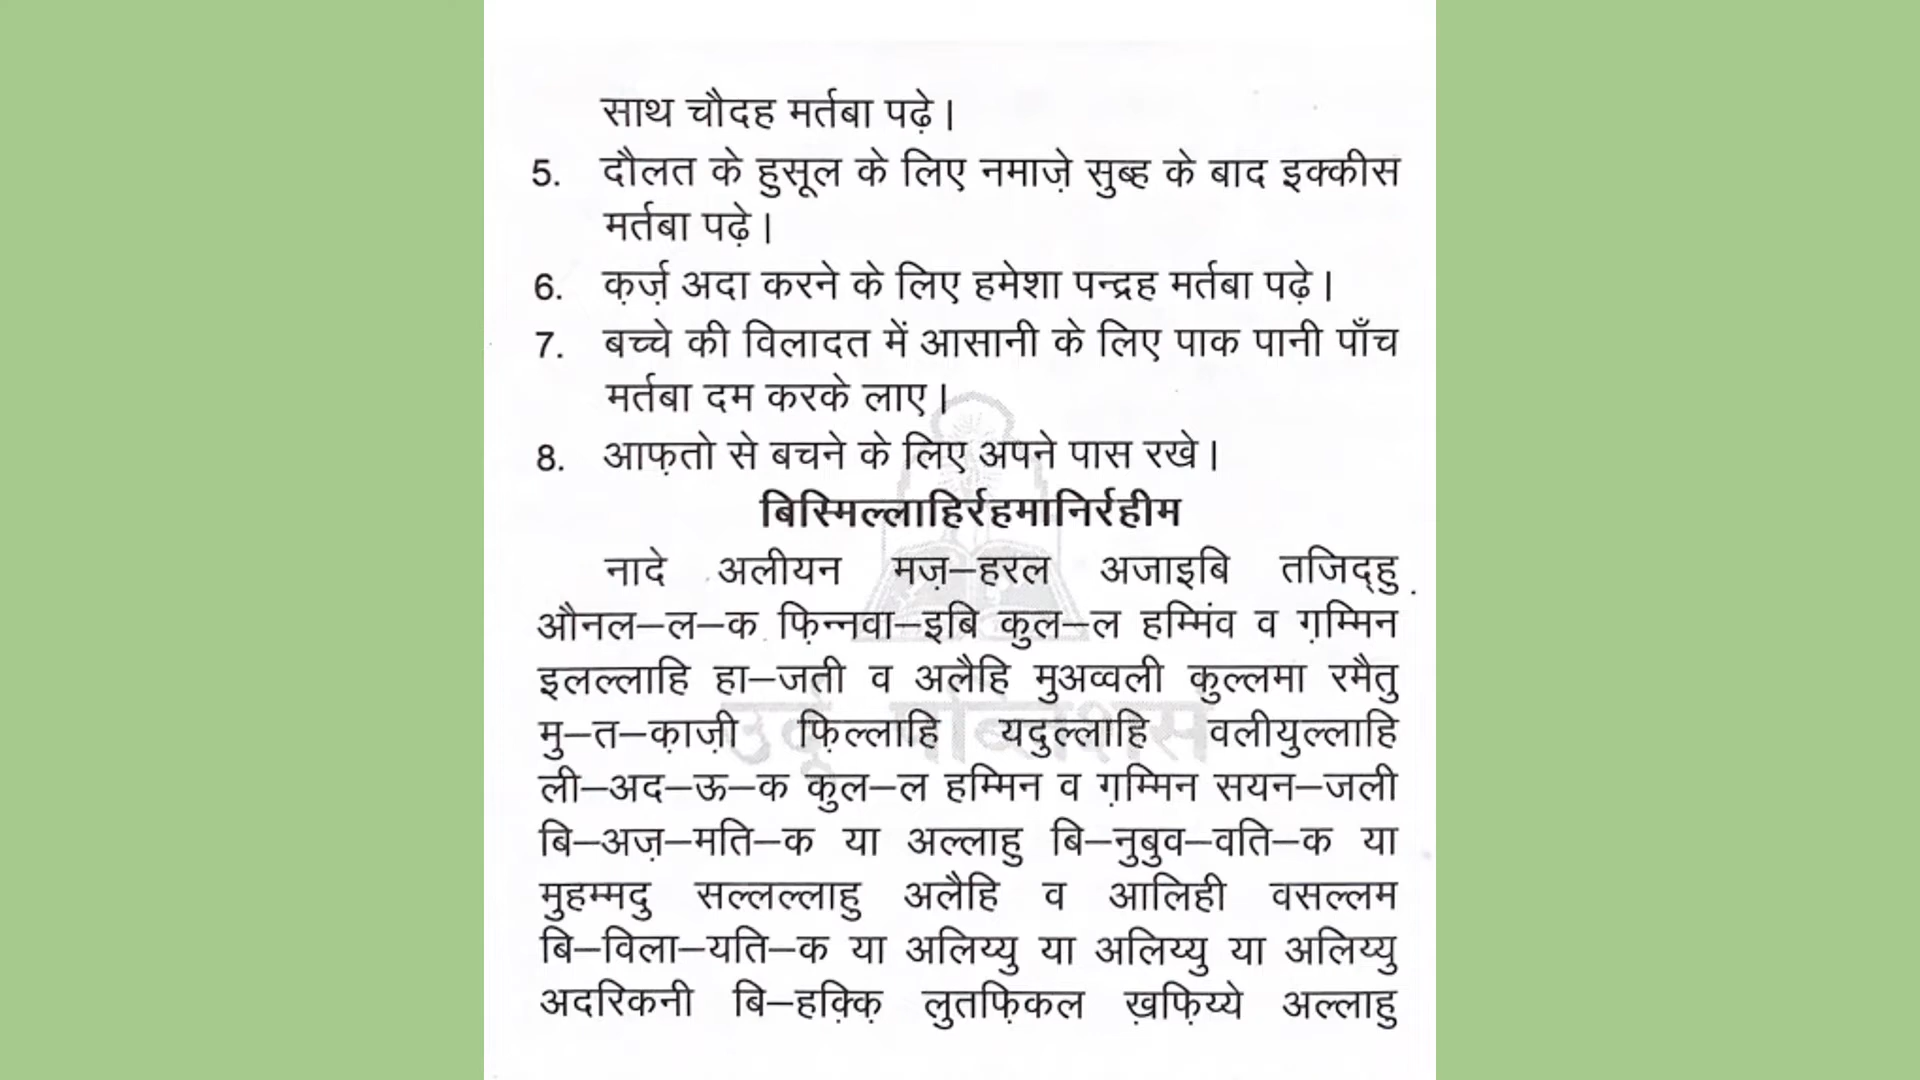 साथ चौदह मर्तबा पढ़े।
5. दौलत के हुसूल के लिए नमाज़े सुब्ह के बाद इक्कीस
मर्तबा पढ़े।
6. क़र्ज़ अदा करने के लिए हमेशा पन्द्रह मर्तबा पढ़े।
7. बच्चे की विलादत में आसानी के लिए पाक पानी पाँच
मर्तबा दम करके लाए।
8. आफ़तो से बचने के लिए अपने पास रखे।
बिस्मिल्लाहिर्रहमानिर्रहीम
नादे अलीयन मज़–हरल अजाइबि तजिद्हु
औनल–ल–क फ़िन्नवा–इबि कुल–ल हम्मिंव व ग़म्मिन
इलल्लाहि हा–जती व अलैहि मुअव्वली कुल्लमा रमैतु
मु–त–क़ाज़ी फ़िल्लाहि यदुल्लाहि वलीयुल्लाहि
ली–अद–ऊ–क कुल–ल हम्मिन व ग़म्मिन सयन–जली
बि–अज़–मति–क या अल्लाहु बि–नुबुव–वति–क या
मुहम्मदु सल्लल्लाहु अलैहि व आलिही वसल्लम
बि–विला–यति–क या अलिय्यु या अलिय्यु या अलिय्यु
अदरिकनी बि–हक़्क़ि लुतफ़िकल ख़फ़िय्ये अल्लाहु
उर्दू पब्लिशर्स